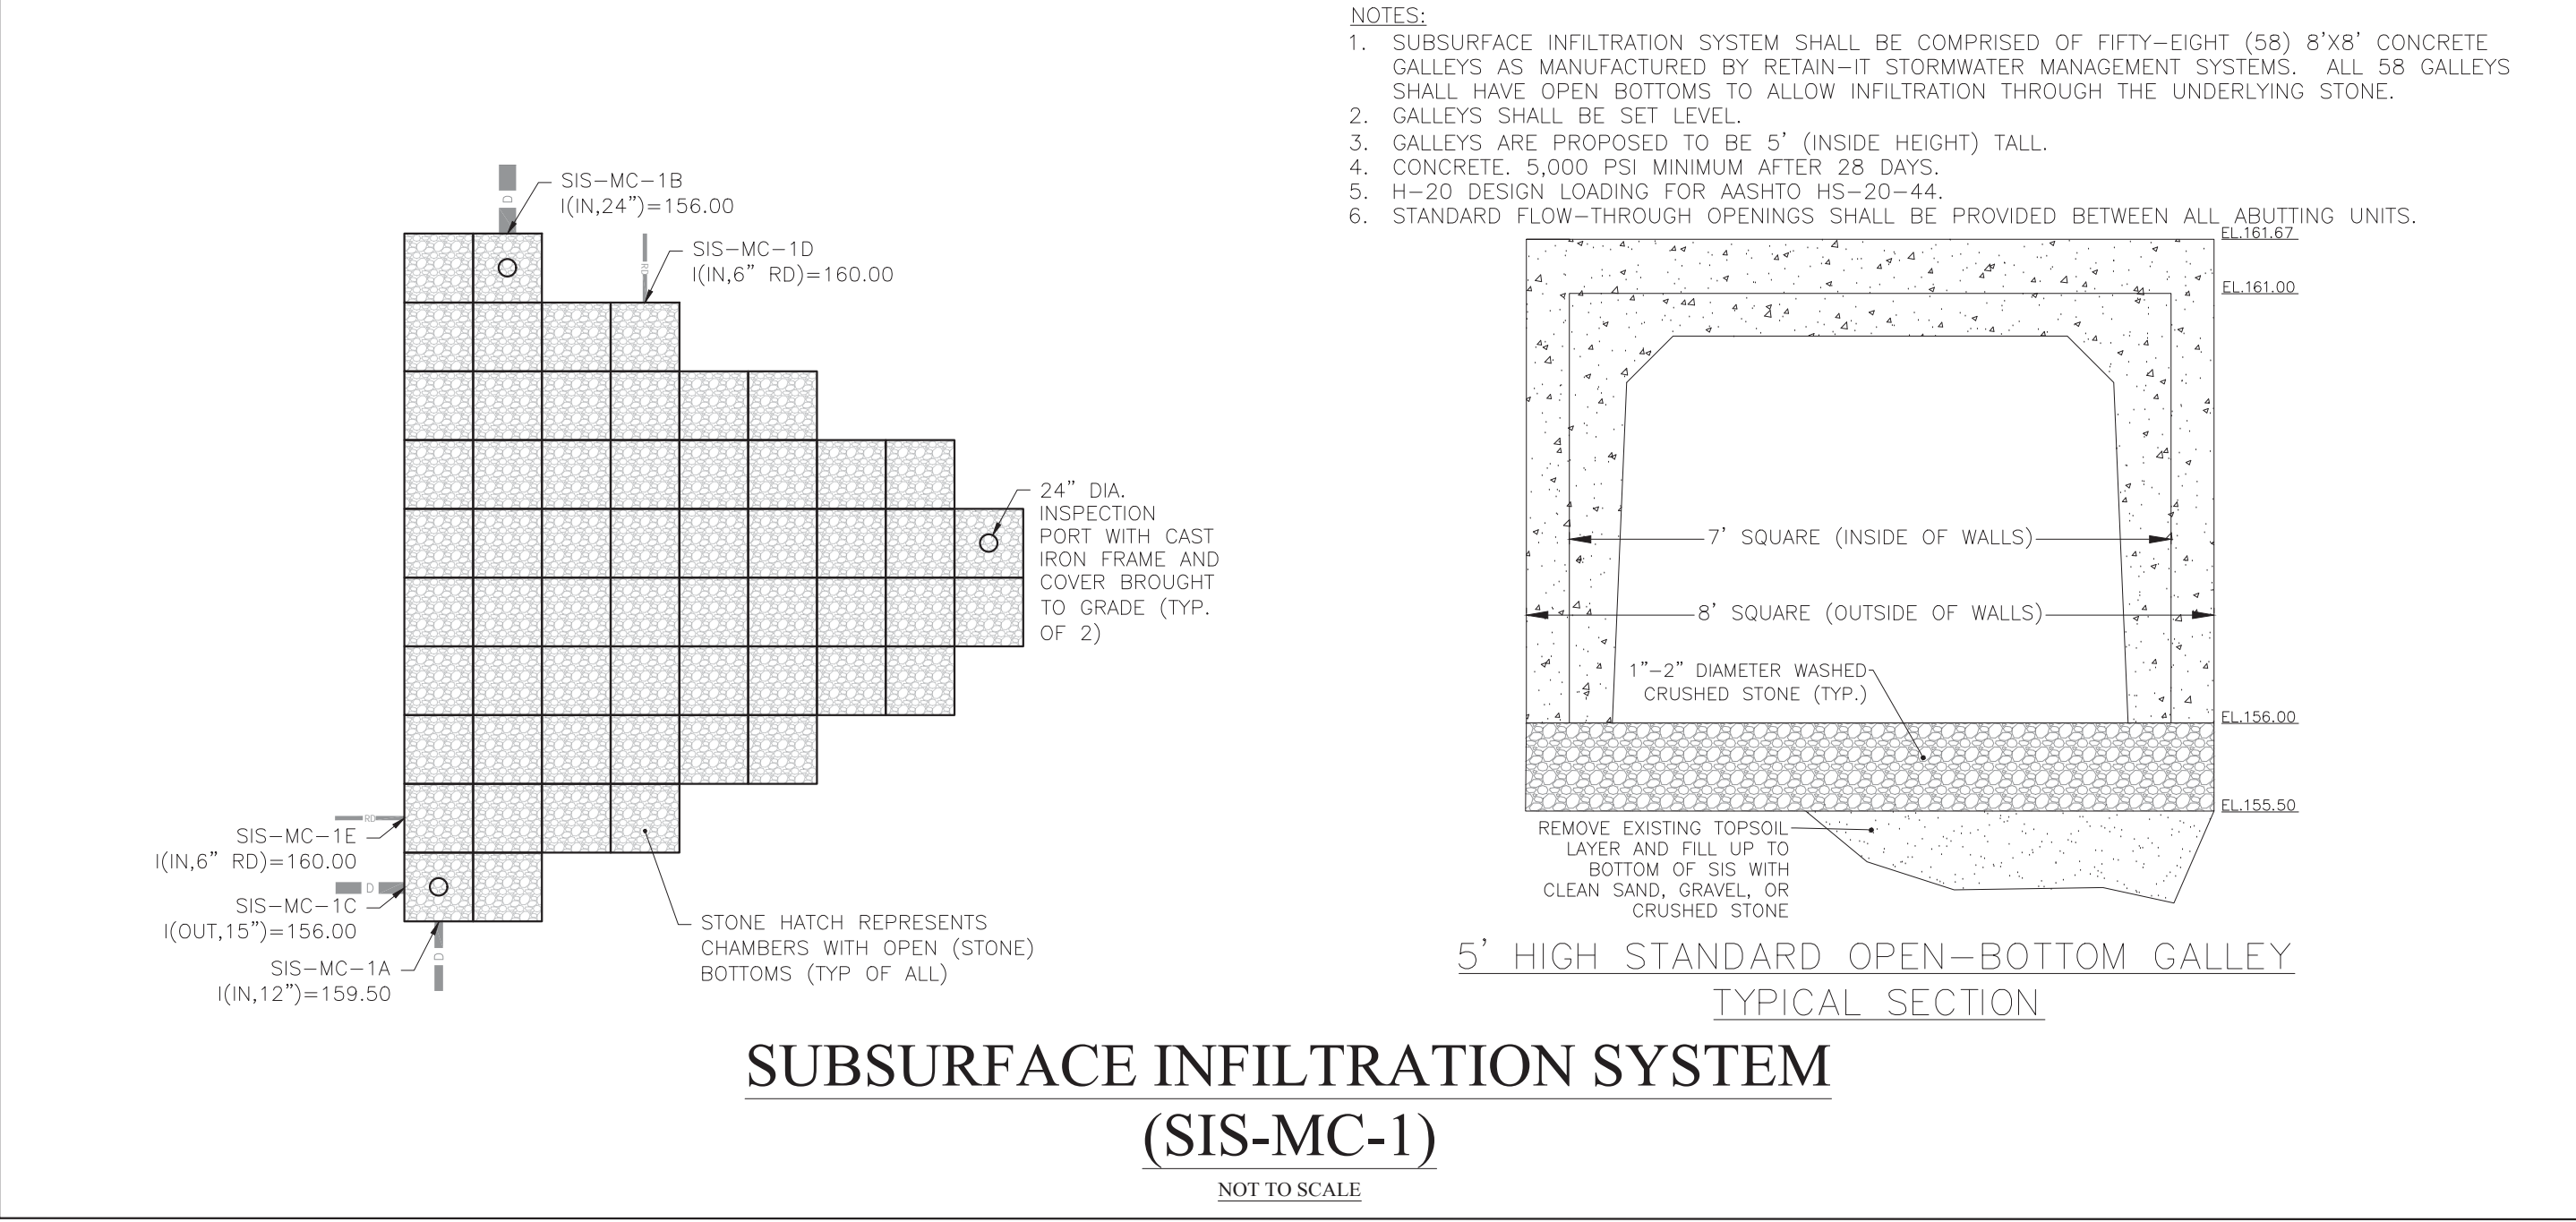 NOTES:
1. SUBSURFACE INFILTRATION SYSTEM SHALL BE COMPRISED OF FIFTY-EIGHT (58) 8'X8' CONCRETE
GALLEYS AS MANUFACTURED BY RETAIN-IT STORMWATER MANAGEMENT SYSTEMS. ALL 58 GALLEYS
SHALL HAVE OPEN BOTTOMS TO ALLOW INFILTRATION THROUGH THE UNDERLYING STONE.
2. GALLEYS SHALL BE SET LEVEL.
3. GALLEYS ARE PROPOSED TO BE 5' (INSIDE HEIGHT) TALL.
4. CONCRETE. 5,000 PSI MINIMUM AFTER 28 DAYS.
5. H-20 DESIGN LOADING FOR AASHTO HS-20-44.
6. STANDARD FLOW-THROUGH OPENINGS SHALL BE PROVIDED BETWEEN ALL ABUTTING UNITS.
D
SIS-MC-1B
I(IN,24")=156.00
RD
SIS-MC-1D
I(IN,6" RD)=160.00
24" DIA.
INSPECTION
PORT WITH CAST
IRON FRAME AND
COVER BROUGHT
TO GRADE (TYP.
OF 2)
RD
SIS-MC-1E
I(IN,6" RD)=160.00
D
SIS-MC-1C
I(OUT,15")=156.00
D
SIS-MC-1A
I(IN,12")=159.50
STONE HATCH REPRESENTS
CHAMBERS WITH OPEN (STONE)
BOTTOMS (TYP OF ALL)
EL.161.67
EL.161.00
7' SQUARE (INSIDE OF WALLS)
8' SQUARE (OUTSIDE OF WALLS)
1"-2" DIAMETER WASHED
CRUSHED STONE (TYP.)
EL.156.00
EL.155.50
REMOVE EXISTING TOPSOIL
LAYER AND FILL UP TO
BOTTOM OF SIS WITH
CLEAN SAND, GRAVEL, OR
CRUSHED STONE
5' HIGH STANDARD OPEN-BOTTOM GALLEY
TYPICAL SECTION
SUBSURFACE INFILTRATION SYSTEM
(SIS-MC-1)
NOT TO SCALE